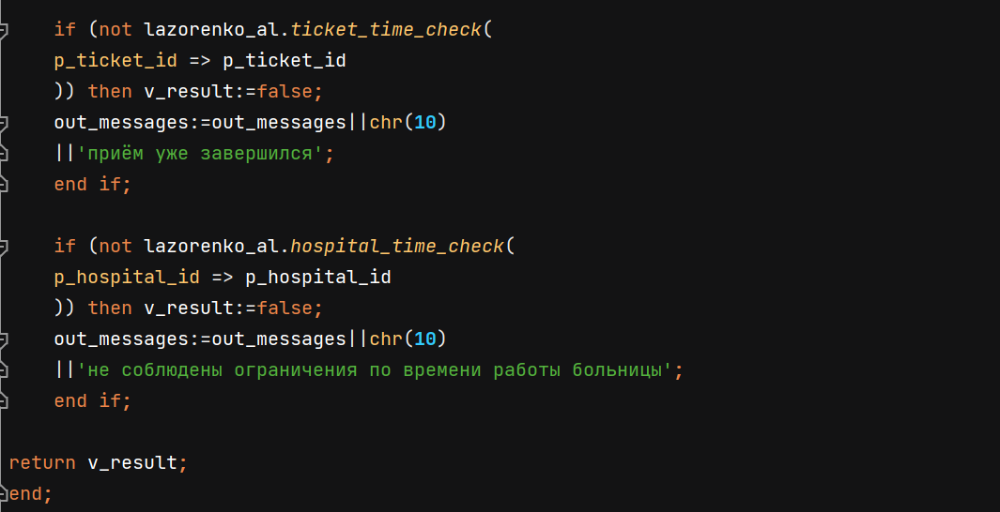 if (not lazorenko_al.ticket_time_check(
p_ticket_id => p_ticket_id
)) then v_result:=false;
out_messages:=out_messages||chr(10)
||'приём уже завершился';
end if;
if (not lazorenko_al.hospital_time_check(
p_hospital_id => p_hospital_id
)) then v_result:=false;
out_messages:=out_messages||chr(10)
||'не соблюдены ограничения по времени работы больницы';
end if;
return v_result;
end;